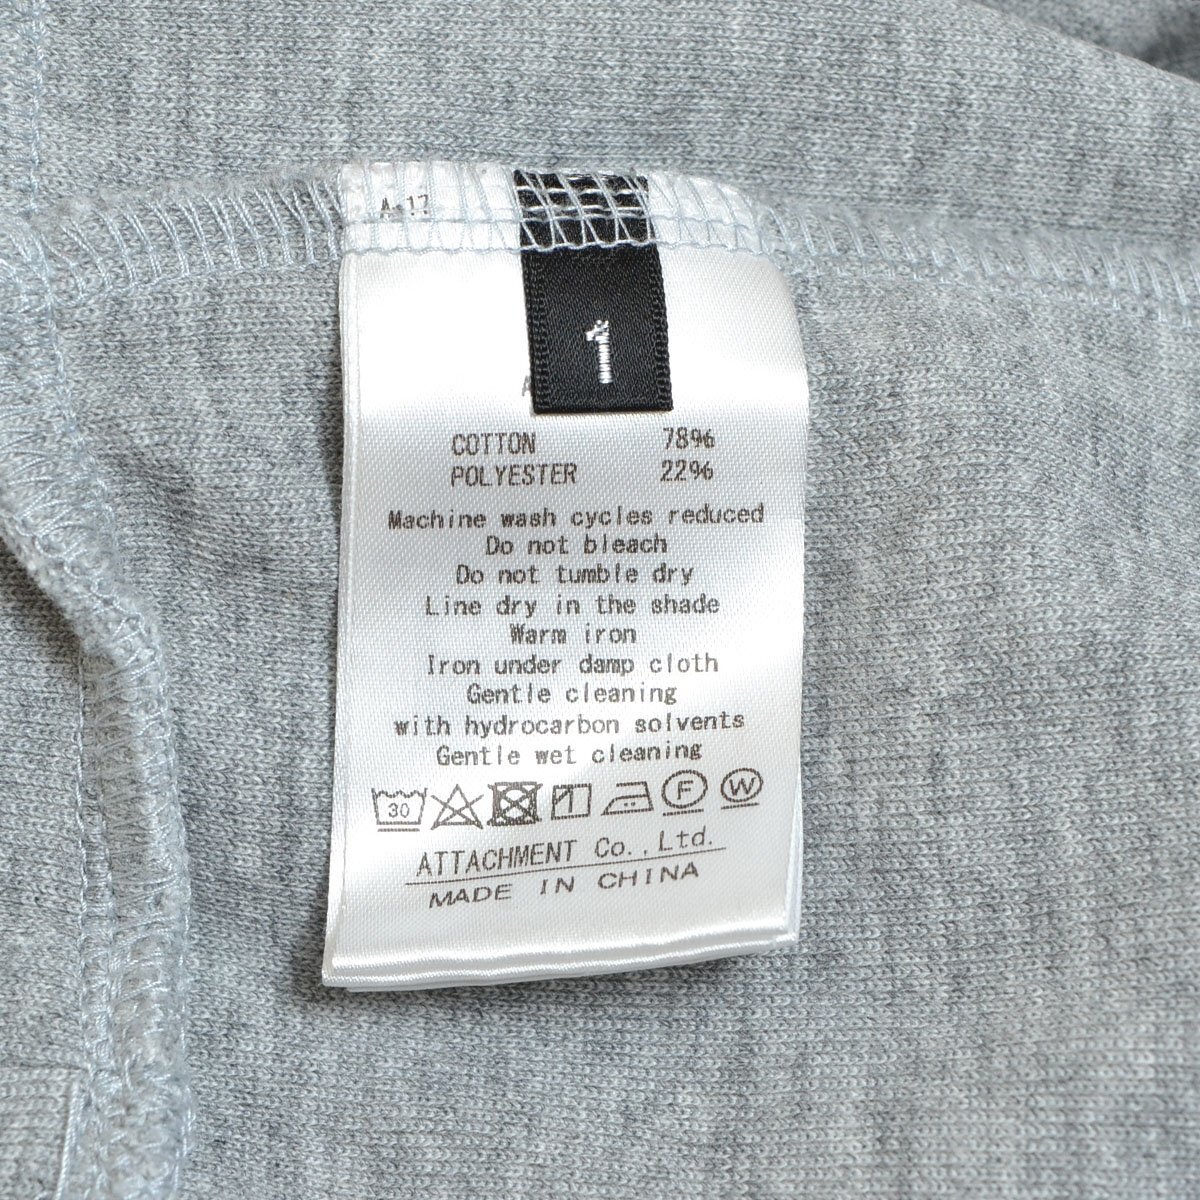 A-17
1
COTTON 78%
POLYESTER 22%
Machine wash cycles reduced
Do not bleach
Do not tumble dry
Line dry in the shade
Warm iron
Iron under damp cloth
Gentle cleaning
with hydrocarbon solvents
Gentle wet cleaning
30 F W
ATTACHMENT Co., Ltd.
MADE IN CHINA